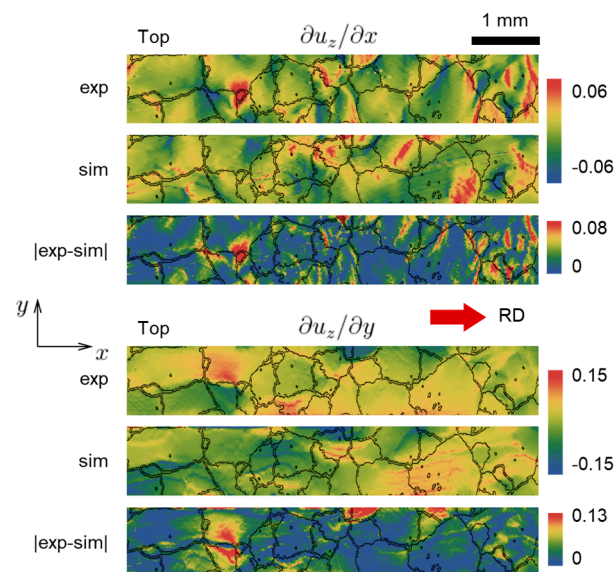 Top ∂u_z/∂x 1 mm
exp
0.06
-0.06
sim
|exp-sim|
0.08
0
y
x
RD
Top ∂u_z/∂y
exp
0.15
-0.15
sim
|exp-sim|
0.13
0